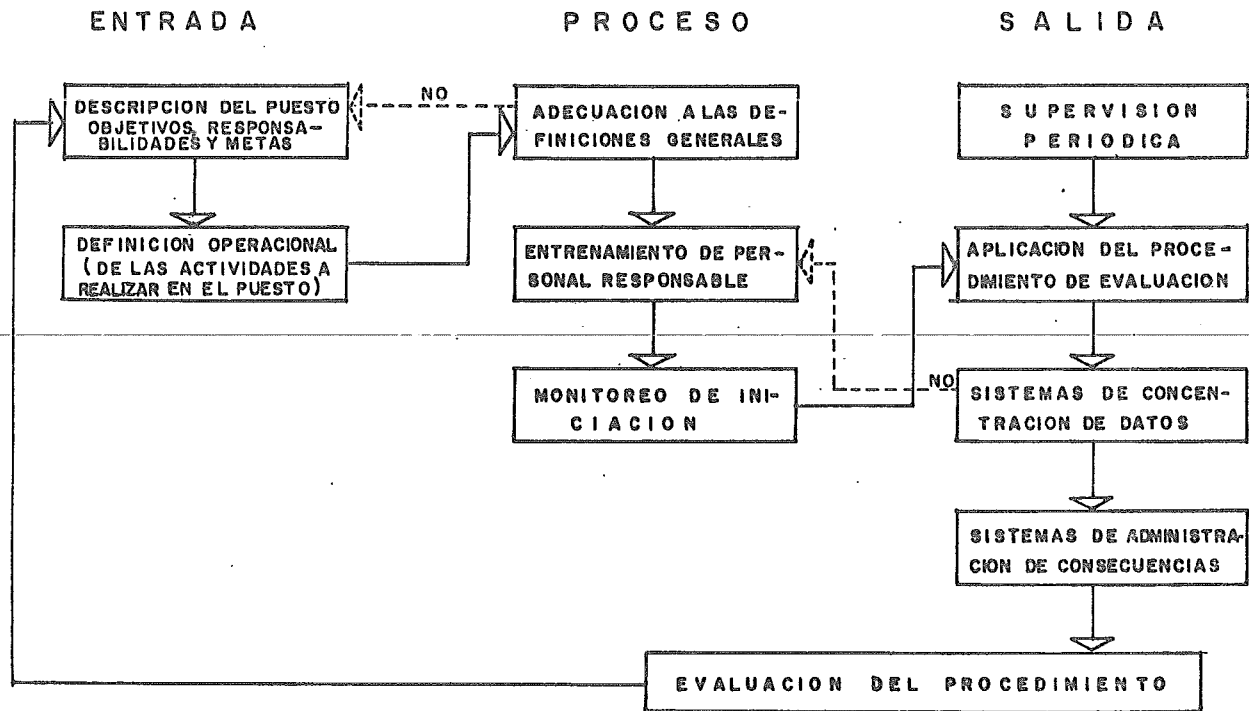 ENTRADA
DESCRIPCION DEL PUESTO
OBJETIVOS, RESPONSA-
BILIDADES Y METAS
DEFINICION OPERACIONAL
(DE LAS ACTIVIDADES A
REALIZAR EN EL PUESTO)
PROCESO
NO
ADECUACION A LAS DE-
FINICIONES GENERALES
ENTRENAMIENTO DE PER-
SONAL RESPONSABLE
MONITOREO DE INI-
CIACION
SALIDA
SUPERVISION
PERIODICA
APLICACION DEL PROCE-
DIMIENTO DE EVALUACION
NO
SISTEMAS DE CONCEN-
TRACION DE DATOS
SISTEMAS DE ADMINISTRA-
CION DE CONSECUENCIAS
EVALUACION DEL PROCEDIMIENTO